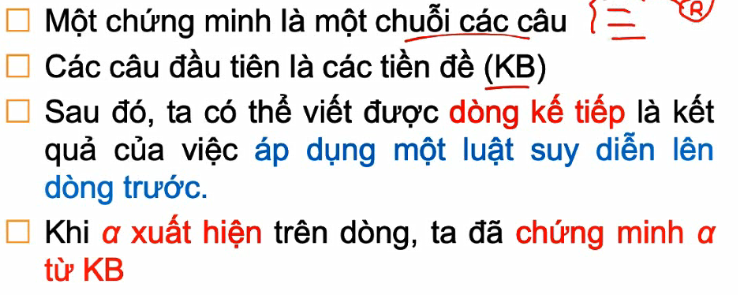 Một chứng minh là một chuỗi các câu
R
Các câu đầu tiên là các tiền đề (KB)
Sau đó, ta có thể viết được dòng kế tiếp là kết
quả của việc áp dụng một luật suy diễn lên
dòng trước.
Khi α xuất hiện trên dòng, ta đã chứng minh α
từ KB